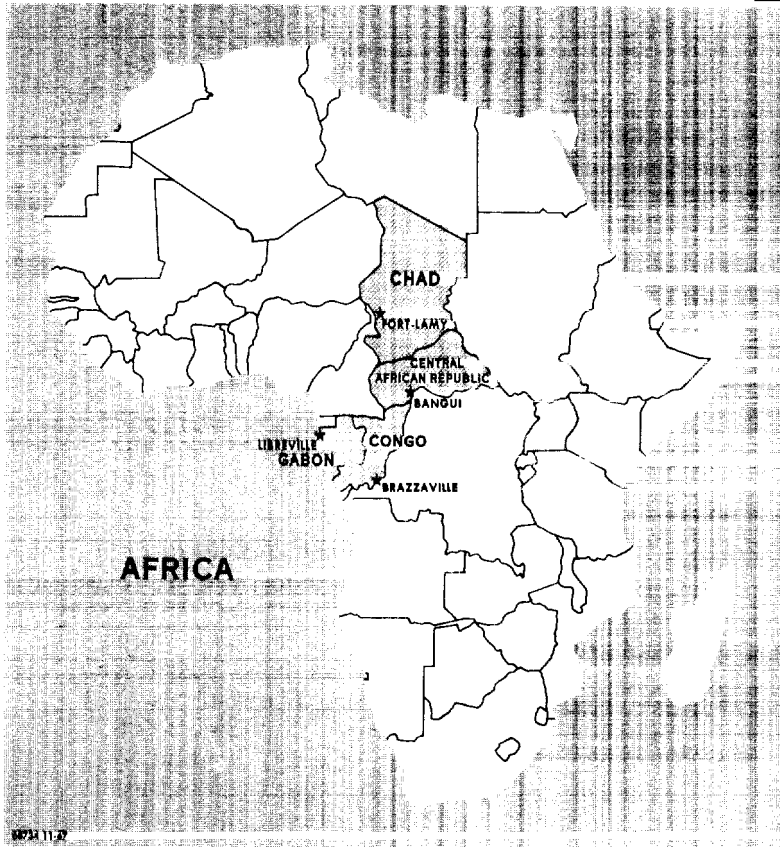 CHAD
FORT-LAMY
CENTRAL
AFRICAN REPUBLIC
BANGUI
LIBREVILLE
GABON
CONGO
BRAZZAVILLE
AFRICA